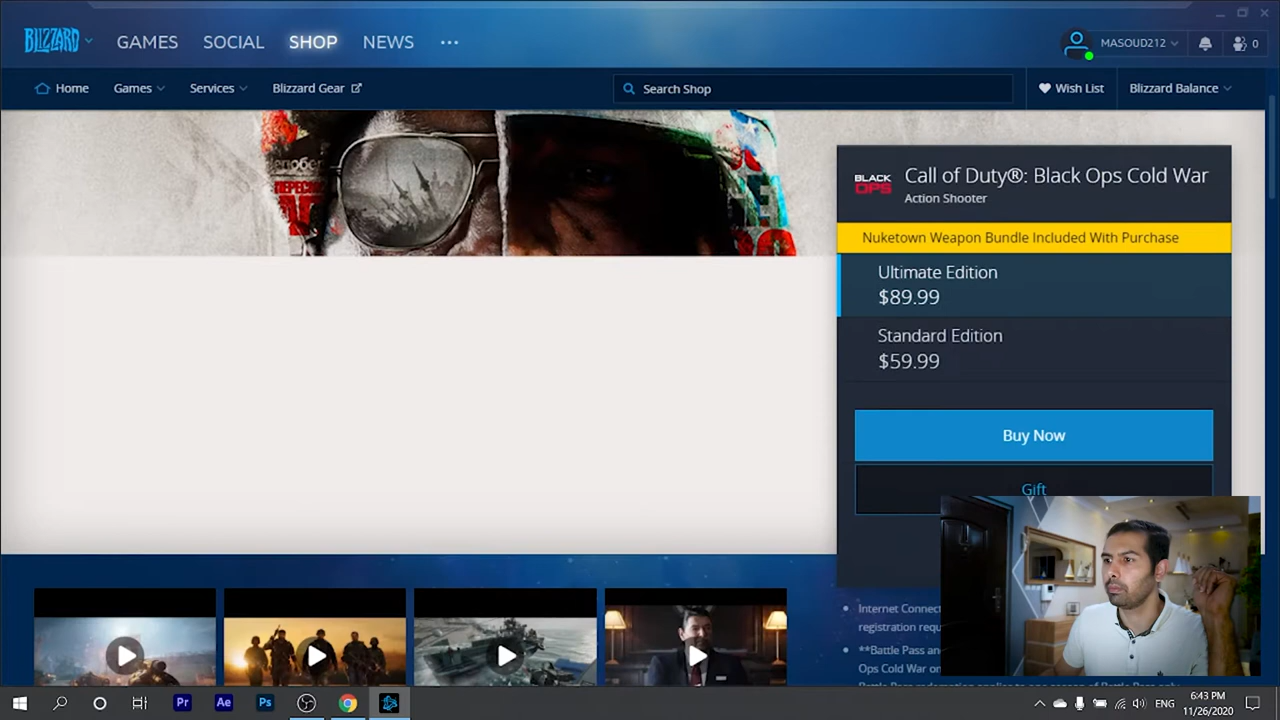 BLIZZARD
GAMES
SOCIAL
SHOP
NEWS
MASOUD212
0
Home
Games
Services
Blizzard Gear
Search Shop
Wish List
Blizzard Balance
BLACK
OPS
Call of Duty®: Black Ops Cold War
Action Shooter
Nuketown Weapon Bundle Included With Purchase
Ultimate Edition
$89.99
Standard Edition
$59.99
Buy Now
Gift
Internet Connect
registration requ
**Battle Pass an
Ops Cold War on
Pr
Ae
Ps
ENG
6:43 PM
11/26/2020